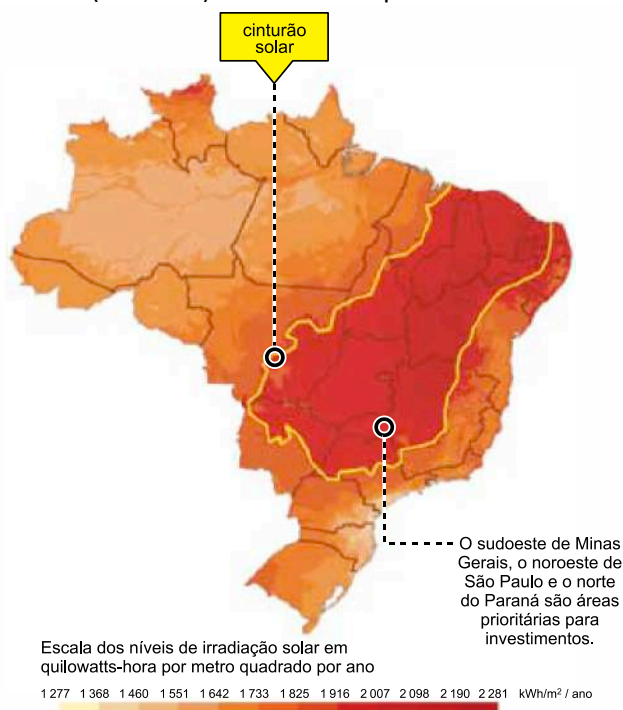 cinturão
solar
O sudoeste de Minas
Gerais, o noroeste de
São Paulo e o norte
do Paraná são áreas
prioritárias para
investimentos.
Escala dos níveis de irradiação solar em
quilowatts-hora por metro quadrado por ano
1 277 1 368 1 460 1 551 1 642 1 733 1 825 1 916 2 007 2 098 2 190 2 281 kWh/m² / ano